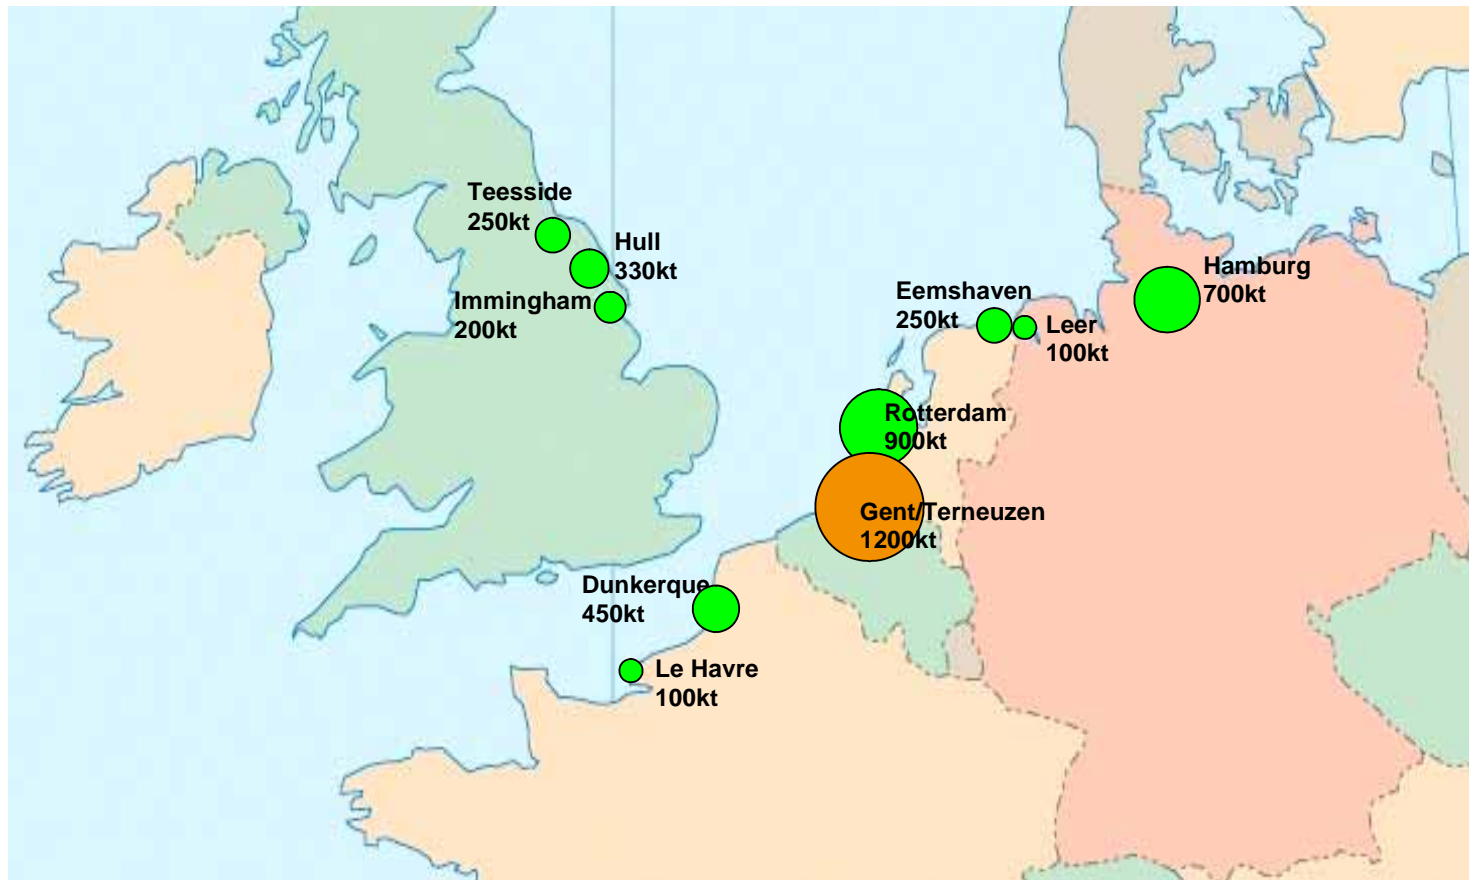 Teesside
250kt
Hull
330kt
Immingham
200kt
Hamburg
700kt
Eemshaven
250kt
Leer
100kt
Rotterdam
900kt
Gent/Terneuzen
1200kt
Dunkerque
450kt
Le Havre
100kt